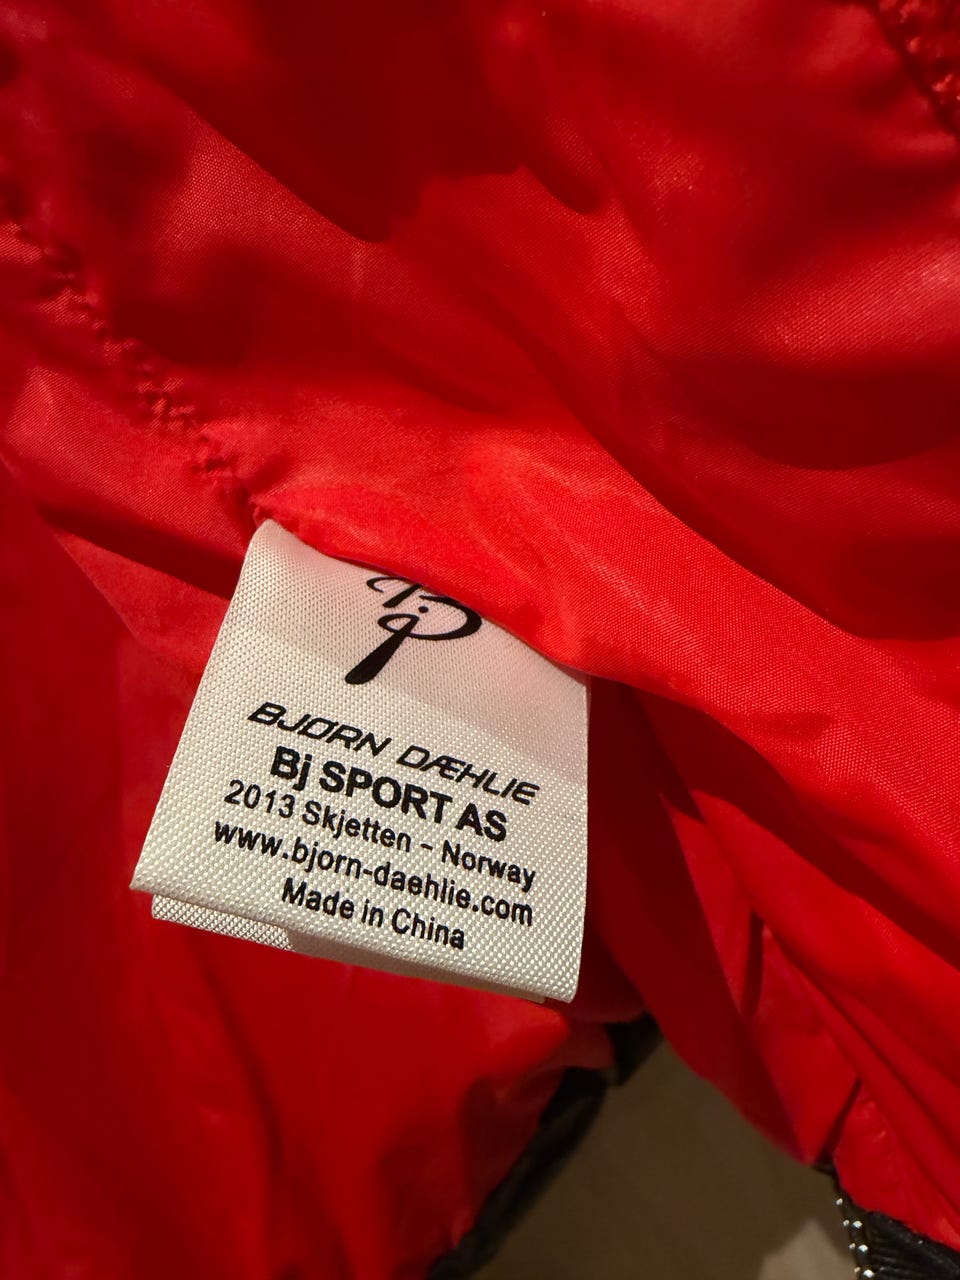 BJØRN DÆHLIE
Bj SPORT AS
2013 Skjetten - Norway
www.bjorn-daehlie.com
Made in China